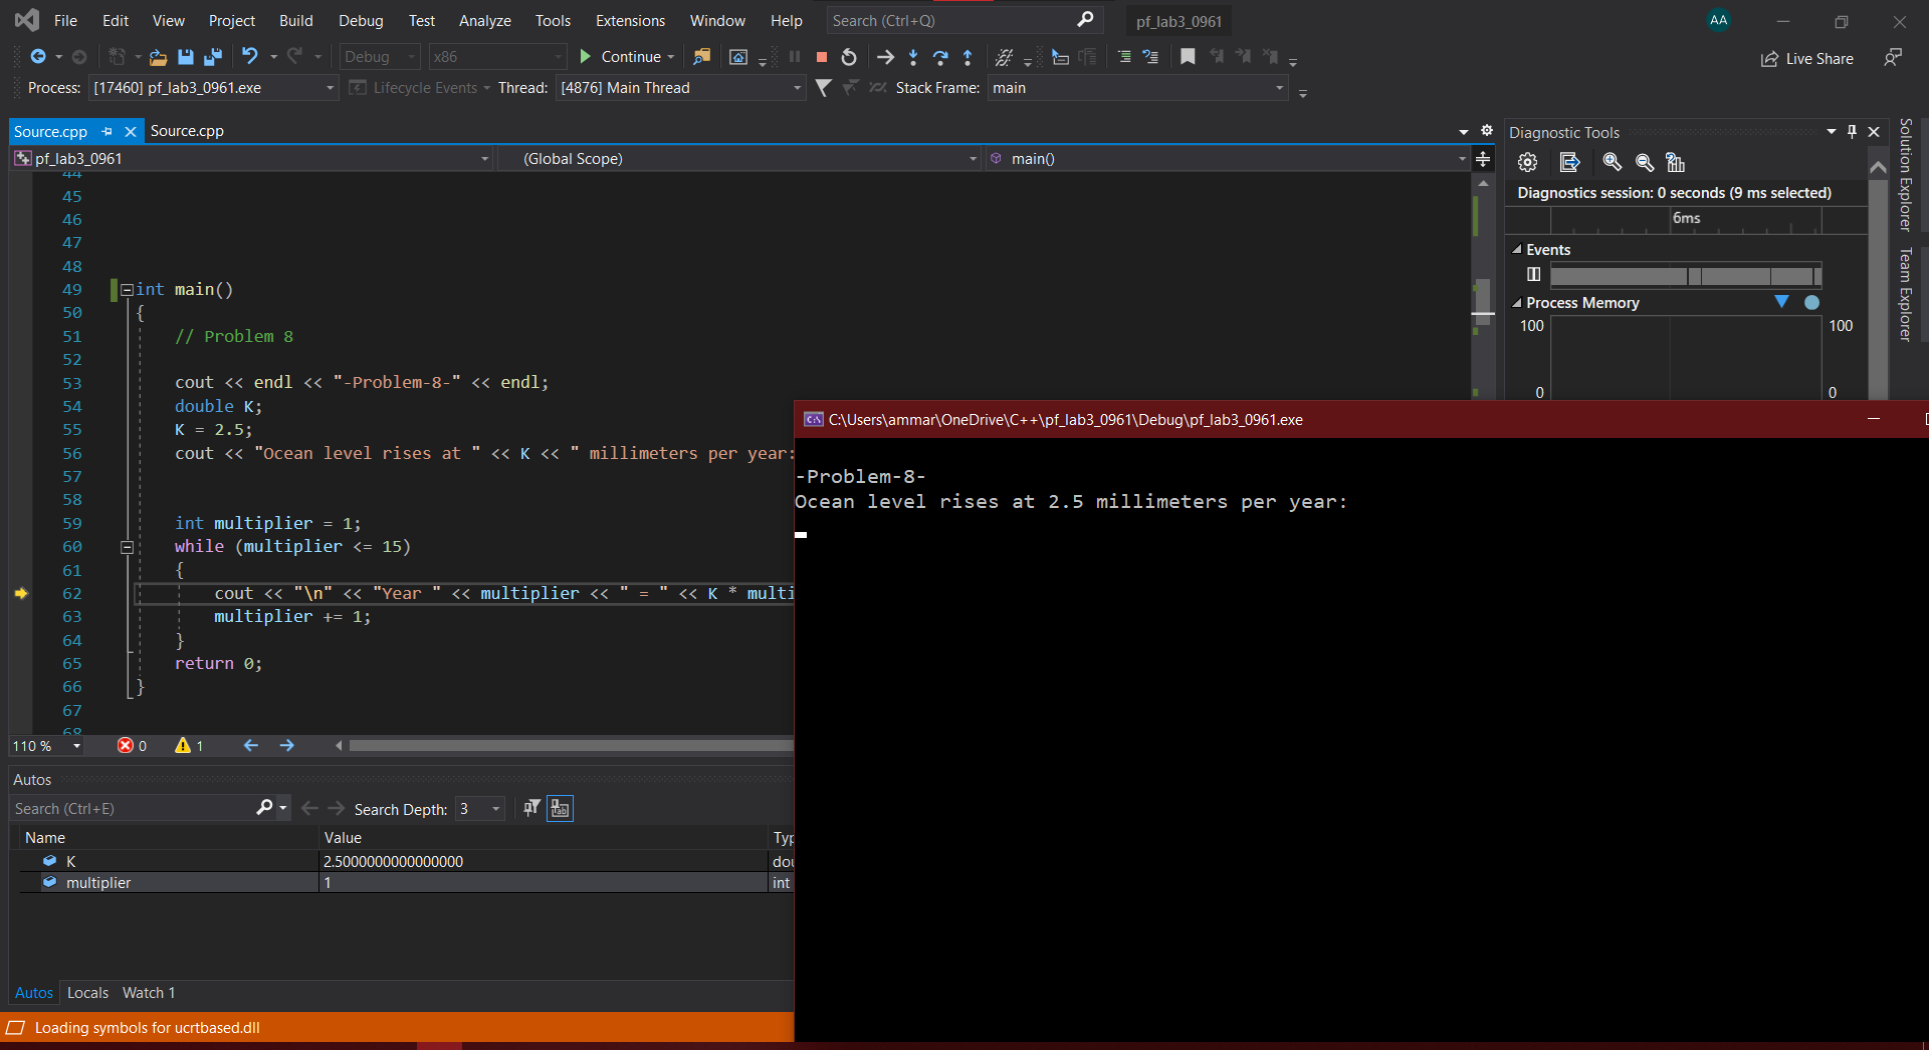 File Edit View Project Build Debug Test Analyze Tools Extensions Window Help Search (Ctrl+Q) pf_lab3_0961 AA
Debug x86 Continue Live Share
Process: [17460] pf_lab3_0961.exe Lifecycle Events Thread: [4876] Main Thread Stack Frame: main
Source.cpp Source.cpp
pf_lab3_0961 (Global Scope) main()
44
45
46
47
48
49 int main()
50 {
51 // Problem 8
52
53 cout << endl << "-Problem-8-" << endl;
54 double K;
55 K = 2.5;
56 cout << "Ocean level rises at " << K << " millimeters per year:
57
58
59 int multiplier = 1;
60 while (multiplier <= 15)
61 {
62 cout << "\n" << "Year " << multiplier << " = " << K * multi
63 multiplier += 1;
64 }
65 return 0;
66 }
67
68
110 % 0 1
Autos
Search (Ctrl+E) Search Depth: 3
Name Value Typ
K 2.5000000000000000 dou
multiplier 1 int
Autos Locals Watch 1
Loading symbols for ucrtbased.dll
Diagnostic Tools
Diagnostics session: 0 seconds (9 ms selected)
6ms
Events
Process Memory
100 100
0 0
Solution Explorer
Team Explorer
C:\Users\ammar\OneDrive\C++\pf_lab3_0961\Debug\pf_lab3_0961.exe
-Problem-8-
Ocean level rises at 2.5 millimeters per year: